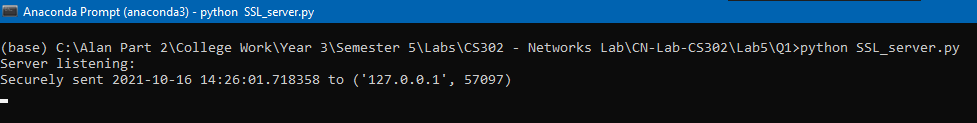 Anaconda Prompt (anaconda3) - python  SSL_server.py
(base) C:\Alan Part 2\College Work\Year 3\Semester 5\Labs\CS302 - Networks Lab\CN-Lab-CS302\Lab5\Q1>python SSL_server.py
Server listening:
Securely sent 2021-10-16 14:26:01.718358 to ('127.0.0.1', 57097)